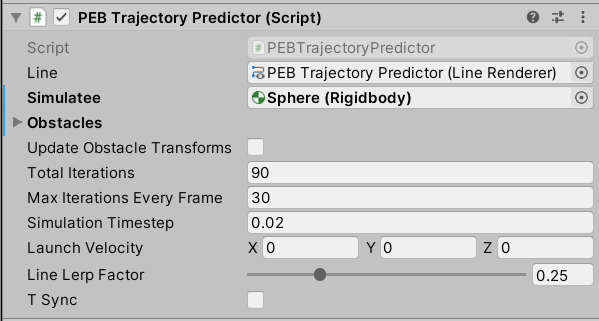 PEB Trajectory Predictor (Script)
Script PEBTrajectoryPredictor
Line PEB Trajectory Predictor (Line Renderer)
Simulatee Sphere (Rigidbody)
Obstacles
Update Obstacle Transforms
Total Iterations 90
Max Iterations Every Frame 30
Simulation Timestep 0.02
Launch Velocity X 0 Y 0 Z 0
Line Lerp Factor 0.25
T Sync